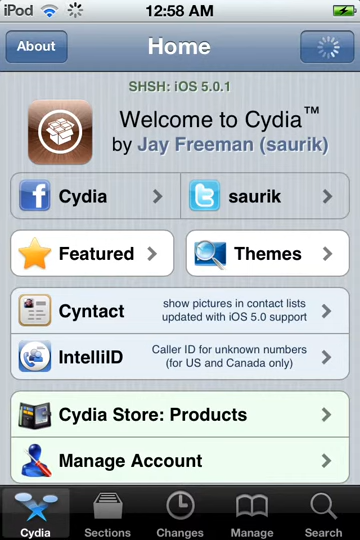 iPod 12:58 AM
About Home
SHSH: iOS 5.0.1
Welcome to Cydia™
by Jay Freeman (saurik)
Cydia saurik
Featured Themes
Cyntact show pictures in contact lists
updated with iOS 5.0 support
IntelliID Caller ID for unknown numbers
(for US and Canada only)
Cydia Store: Products
Manage Account
Cydia Sections Changes Manage Search